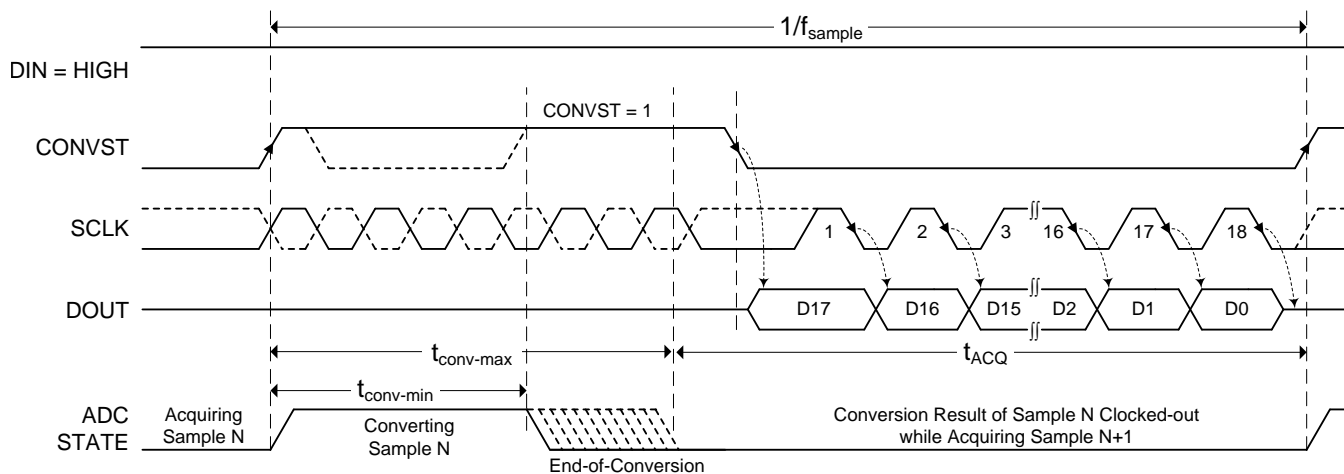 1/fsample
DIN = HIGH
CONVST = 1
CONVST
SCLK
1 2 3 16 17 18
DOUT
D17 D16 D15 D2 D1 D0
tconv-max
tACQ
tconv-min
ADC
STATE
Acquiring
Sample N
Converting
Sample N
End-of-Conversion
Conversion Result of Sample N Clocked-out
while Acquiring Sample N+1